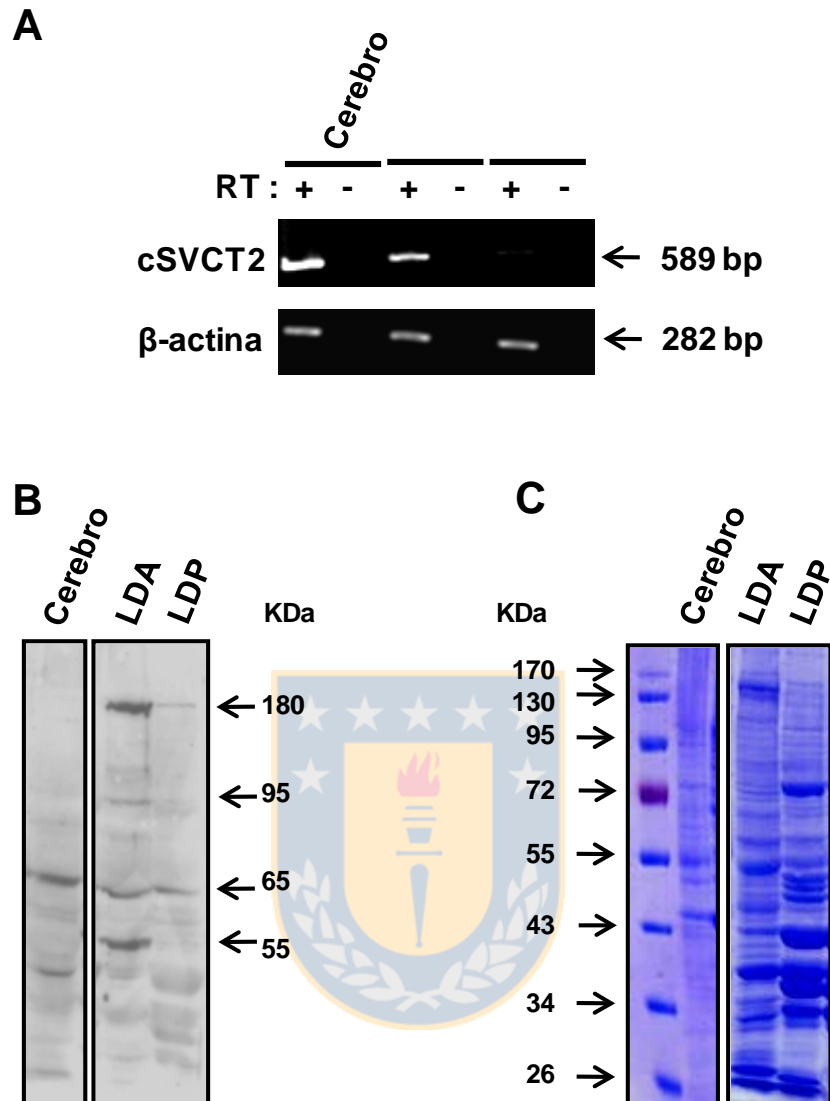 A
Cerebro
RT : + - + - + -
cSVCT2 589 bp
β-actina 282 bp
B
Cerebro
LDA
LDP
KDa
180
95
65
55
C
KDa
Cerebro
LDA
LDP
170
130
95
72
55
43
34
26